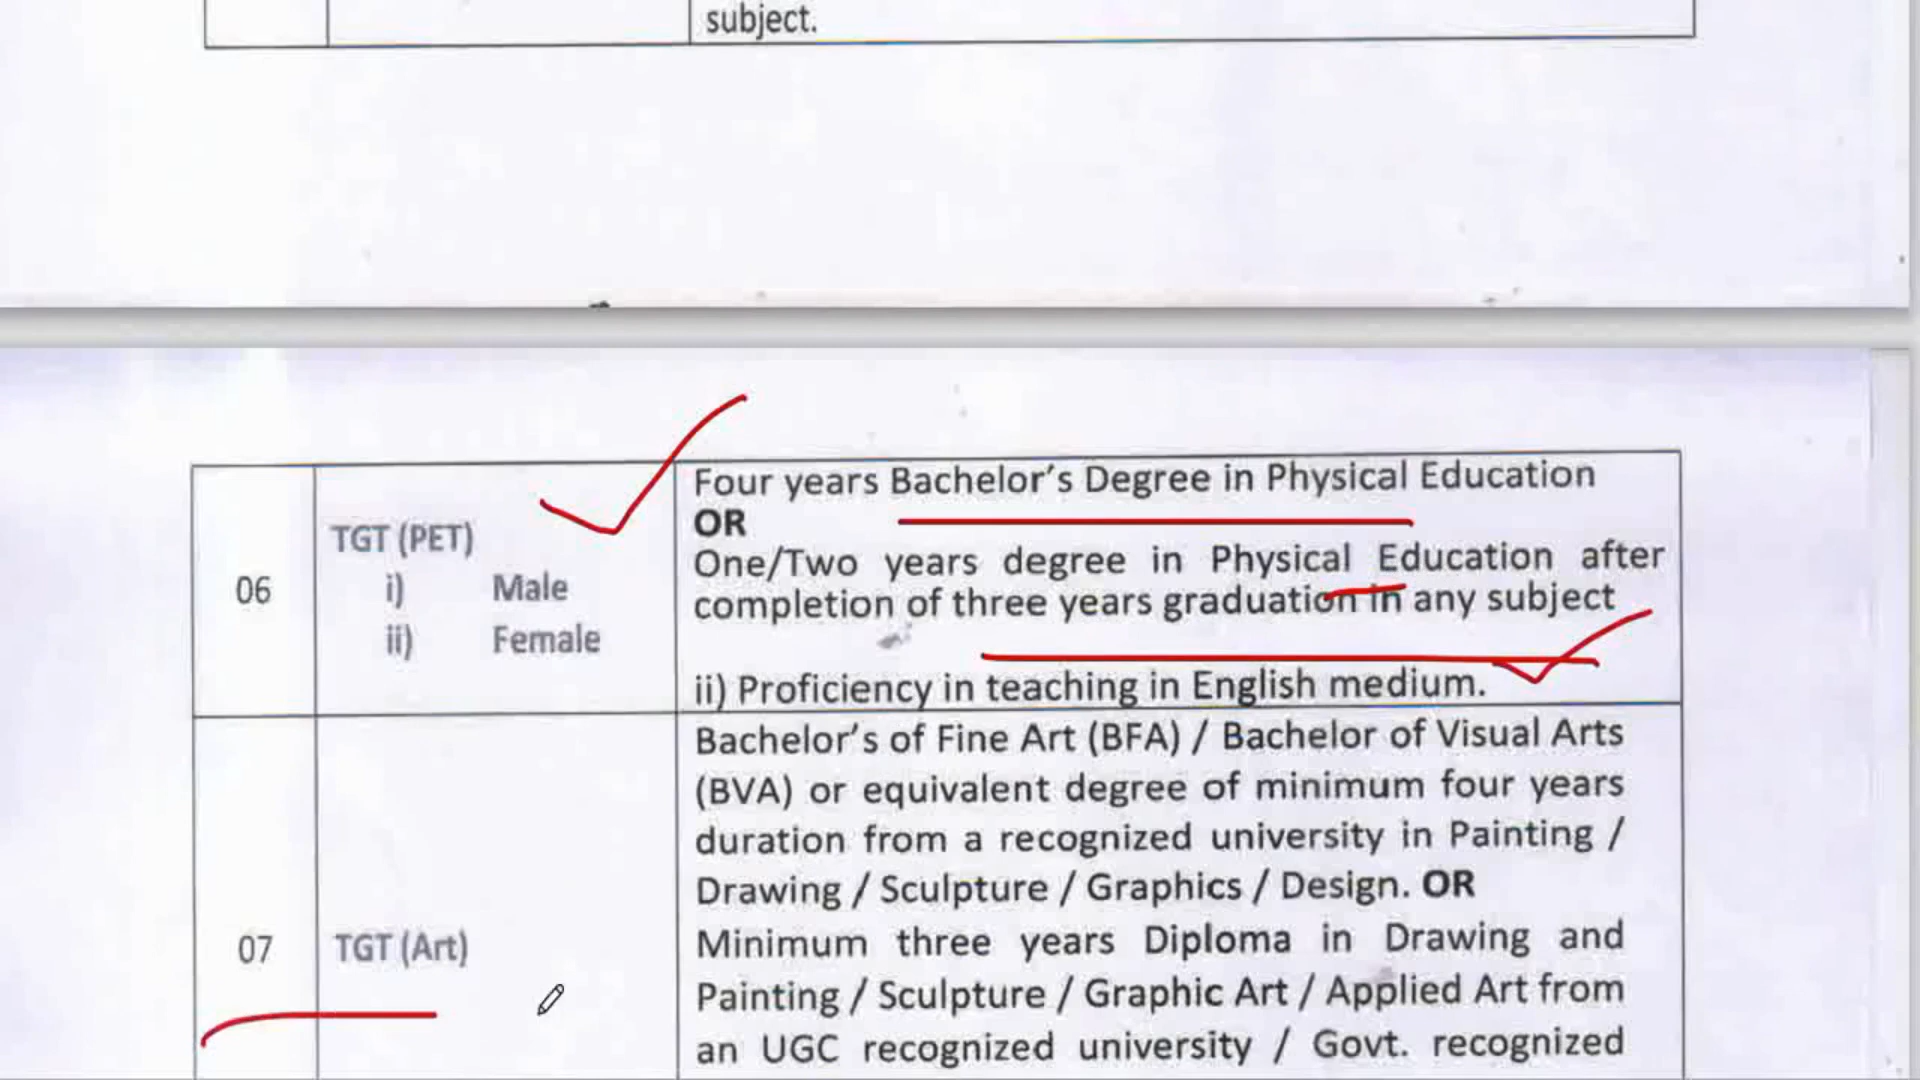 subject.
06
TGT (PET)
i) Male
ii) Female
Four years Bachelor's Degree in Physical Education
OR
One/Two years degree in Physical Education after
completion of three years graduation in any subject
ii) Proficiency in teaching in English medium.
07
TGT (Art)
Bachelor's of Fine Art (BFA) / Bachelor of Visual Arts
(BVA) or equivalent degree of minimum four years
duration from a recognized university in Painting /
Drawing / Sculpture / Graphics / Design. OR
Minimum three years Diploma in Drawing and
Painting / Sculpture / Graphic Art / Applied Art from
an UGC recognized university / Govt. recognized